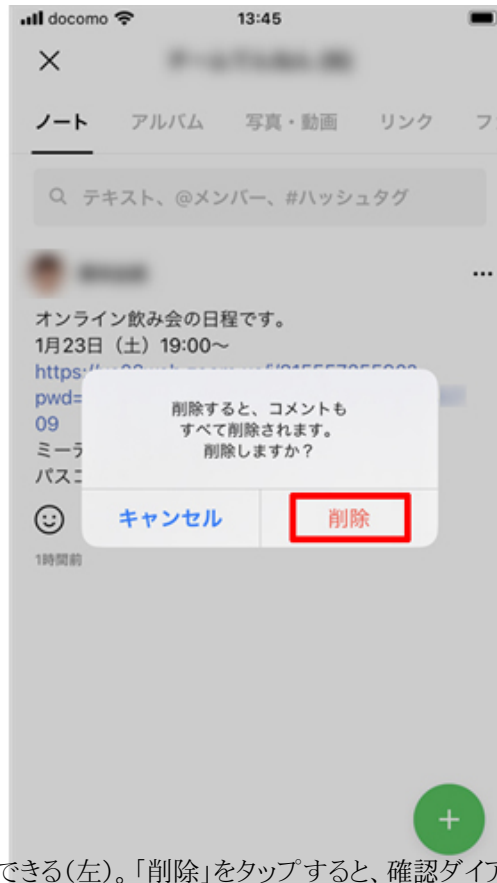 docomo 13:45
ノート アルバム 写真・動画 リンク フ
テキスト、@メンバー、#ハッシュタグ
オンライン飲み会の日程です。
1月23日（土）19:00〜
https:
pwd=
09
ミーテ
パスコ
削除すると、コメントも
すべて削除されます。
削除しますか？
キャンセル 削除
1時間前
できる（左）。「削除」をタップすると、確認ダイア